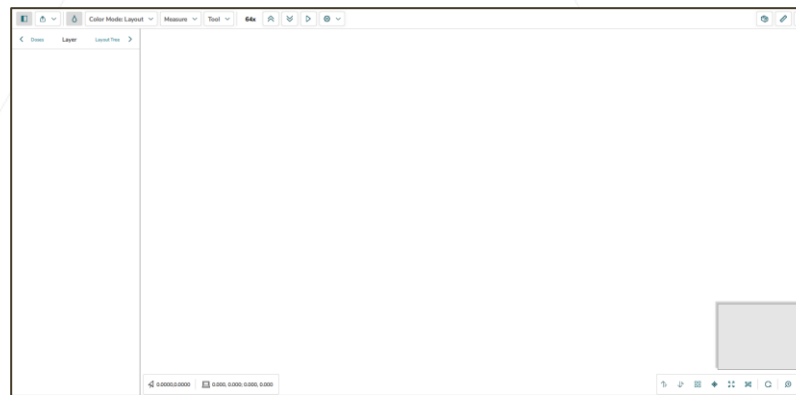 Color Mode: Layout Measure Tool 64x
Doses Layer Layout Tree
0.0000,0.0000 0.000, 0.000; 0.000, 0.000